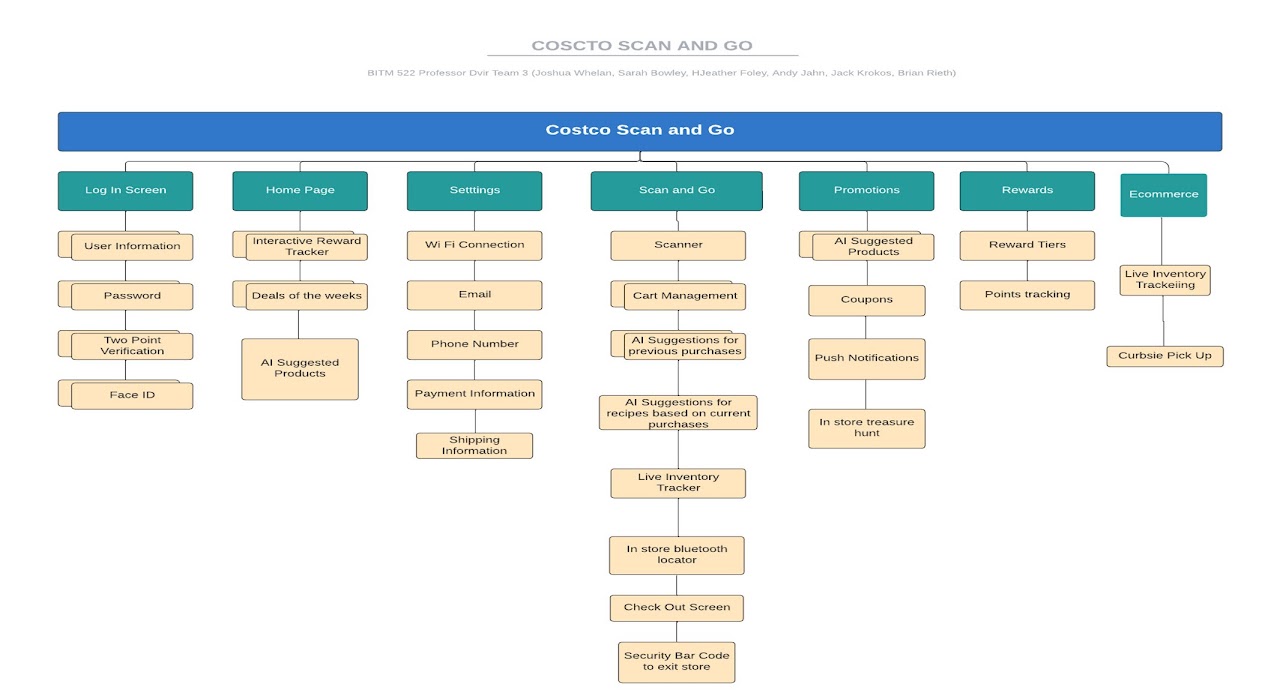 COSCTO SCAN AND GO
BITM 522 Professor Dvir Team 3 (Joshua Whelan, Sarah Bowley, HJeather Foley, Andy Jahn, Jack Krokos, Brian Rieth)
Costco Scan and Go
Log In Screen
User Information
Password
Two Point
Verification
Face ID
Home Page
Interactive Reward
Tracker
Deals of the weeks
AI Suggested
Products
Setttings
Wi Fi Connection
Email
Phone Number
Payment Information
Shipping
Information
Scan and Go
Scanner
Cart Management
AI Suggestions for
previous purchases
AI Suggestions for
recipes based on current
purchases
Live Inventory
Tracker
In store bluetooth
locator
Check Out Screen
Security Bar Code
to exit store
Promotions
AI Suggested
Products
Coupons
Push Notifications
In store treasure
hunt
Rewards
Reward Tiers
Points tracking
Ecommerce
Live Inventory
Trackeiing
Curbsie Pick Up